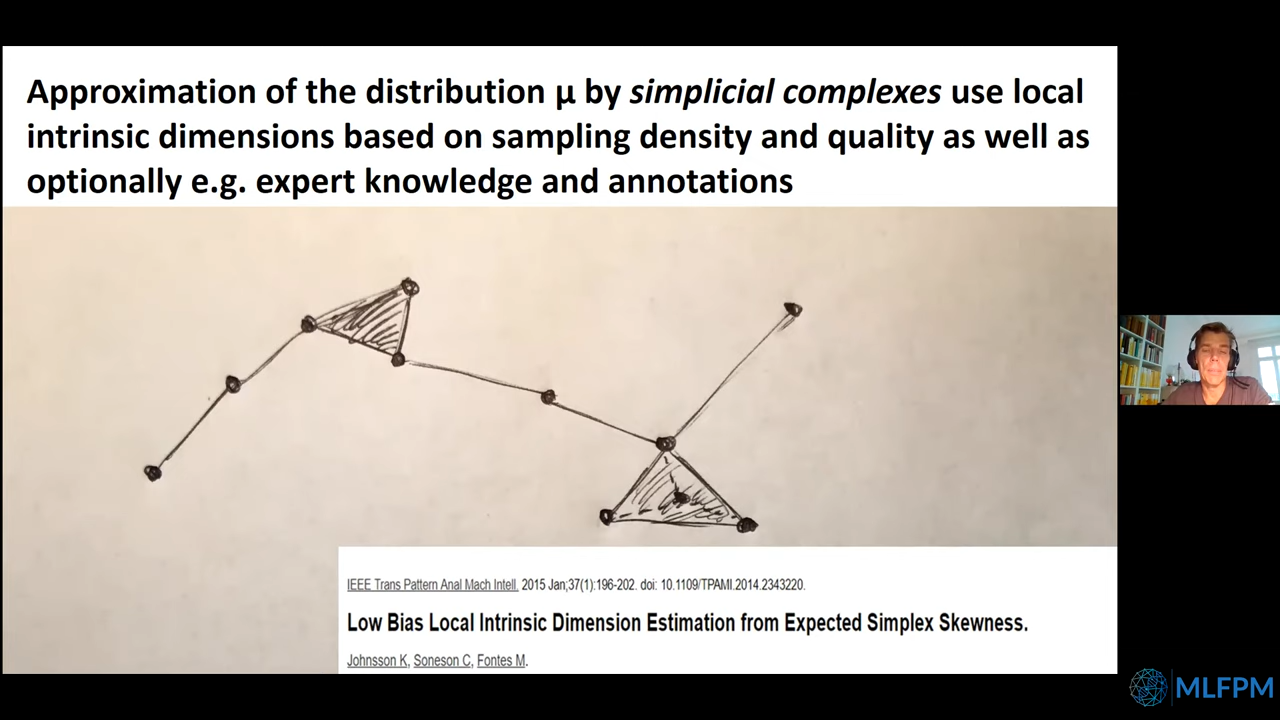 Approximation of the distribution µ by simplicial complexes use local
intrinsic dimensions based on sampling density and quality as well as
optionally e.g. expert knowledge and annotations
IEEE Trans Pattern Anal Mach Intell. 2015 Jan;37(1):196-202. doi: 10.1109/TPAMI.2014.2343220.
Low Bias Local Intrinsic Dimension Estimation from Expected Simplex Skewness.
Johnsson K, Soneson C, Fontes M.
MLFPM